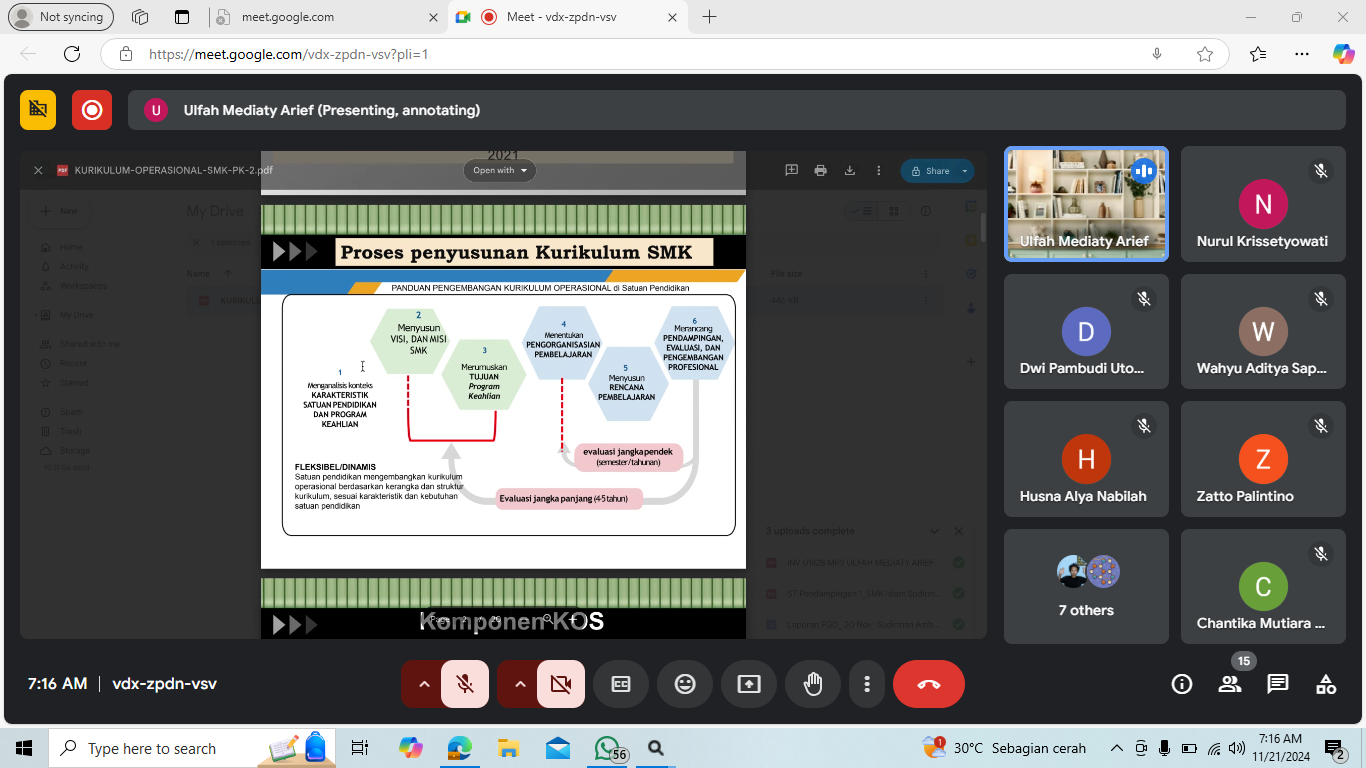 Not syncing
meet.google.com
Meet - vdx-zpdn-vsv
https://meet.google.com/vdx-zpdn-vsv?pli=1
U
Ulfah Mediaty Arief (Presenting, annotating)
2021
KURIKULUM-OPERASIONAL-SMK-PK-2.pdf
Open with
Share
New
My Drive
Home
Activity
Workspaces
My Drive
Shared with me
Recent
Starred
Spam
Trash
Storage
1 selected
Name
File size
Proses penyusunan Kurikulum SMK
PANDUAN PENGEMBANGAN KURIKULUM OPERASIONAL di Satuan Pendidikan
1
Menganalisis konteks
KARAKTERISTIK
SATUAN PENDIDIKAN
DAN PROGRAM
KEAHLIAN
2
Menyusun
VISI, DAN MISI
SMK
3
Merumuskan
TUJUAN
Program
Keahlian
4
Menentukan
PENGORGANISASIAN
PEMBELAJARAN
5
Menyusun
RENCANA
PEMBELAJARAN
6
Merancang
PENDAMPINGAN,
EVALUASI, DAN
PENGEMBANGAN
PROFESIONAL
evaluasi jangkapendek
(semester/tahunan)
Evaluasi jangka panjang (4-5 tahun)
FLEKSIBEL/DINAMIS
Satuan pendidikan mengembangkan kurikulum
operasional berdasarkan kerangka dan struktur
kurikulum, sesuai karakteristik dan kebutuhan
satuan pendidikan
Komponen KOS
3 uploads complete
Ulfah Mediaty Arief
N
Nurul Krissetyowati
D
Dwi Pambudi Uto...
W
Wahyu Aditya Sap...
H
Husna Alya Nabilah
Z
Zatto Palintino
7 others
C
Chantika Mutiara ...
7:16 AM | vdx-zpdn-vsv
15
Type here to search
56
1
30°C Sebagian cerah
7:16 AM
11/21/2024
2